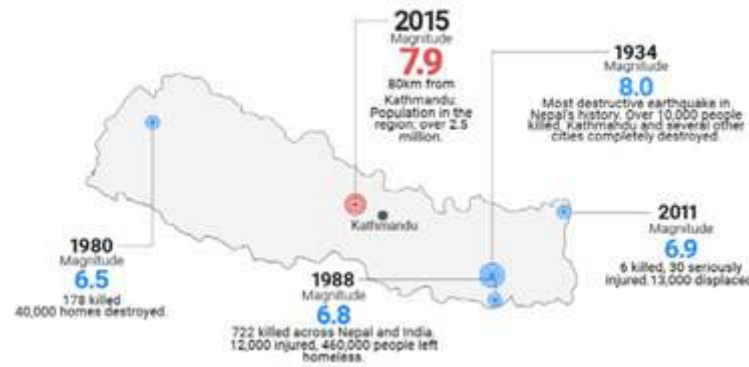 2015
Magnitude
7.9
80km from
Kathmandu.
Population in the
region, over 2.5
million.
1934
Magnitude
8.0
Most destructive earthquake in
Nepal's history. Over 10,000 people
killed, Kathmandu and several other
cities completely destroyed.
Kathmandu
2011
Magnitude
6.9
6 killed, 30 seriously
injured.13,000 displaced
1980
Magnitude
6.5
178 killed
40,000 homes destroyed.
1988
Magnitude
6.8
722 killed across Nepal and India.
12,000 injured, 460,000 people left
homeless.